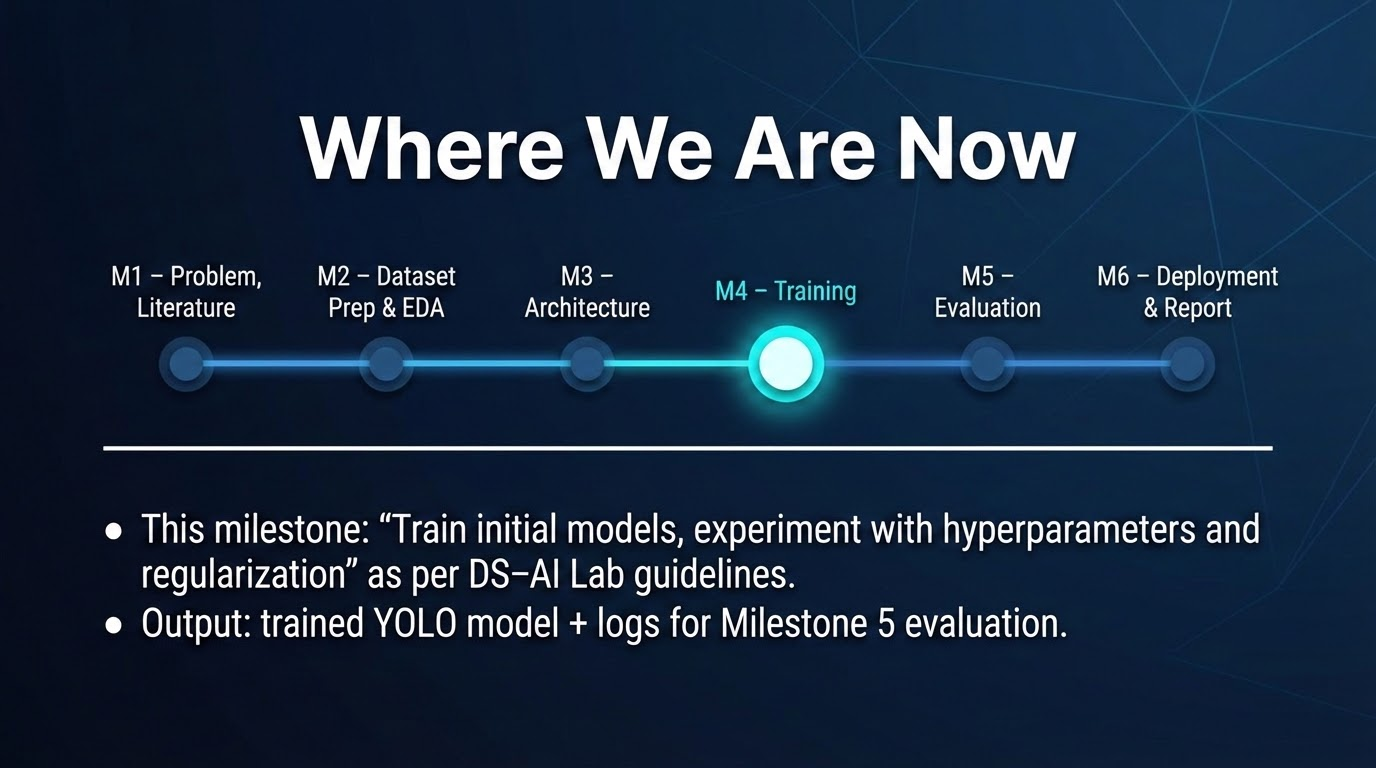 Where We Are Now
M1 – Problem,
Literature
M2 – Dataset
Prep & EDA
M3 –
Architecture
M4 – Training
M5 –
Evaluation
M6 – Deployment
& Report
● This milestone: “Train initial models, experiment with hyperparameters and
regularization” as per DS–AI Lab guidelines.
● Output: trained YOLO model + logs for Milestone 5 evaluation.